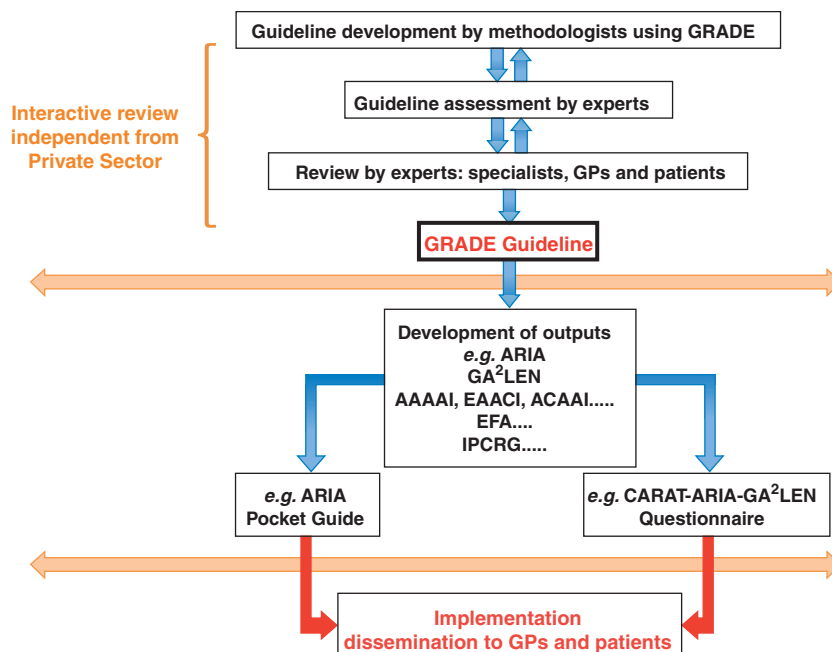 Guideline development by methodologists using GRADE
Interactive review
independent from
Private Sector
Guideline assessment by experts
Review by experts: specialists, GPs and patients
GRADE Guideline
Development of outputs
e.g. ARIA
GA²LEN
AAAAI, EAACI, ACAAI.....
EFA....
IPCRG.....
e.g. ARIA
Pocket Guide
e.g. CARAT-ARIA-GA²LEN
Questionnaire
Implementation
dissemination to GPs and patients